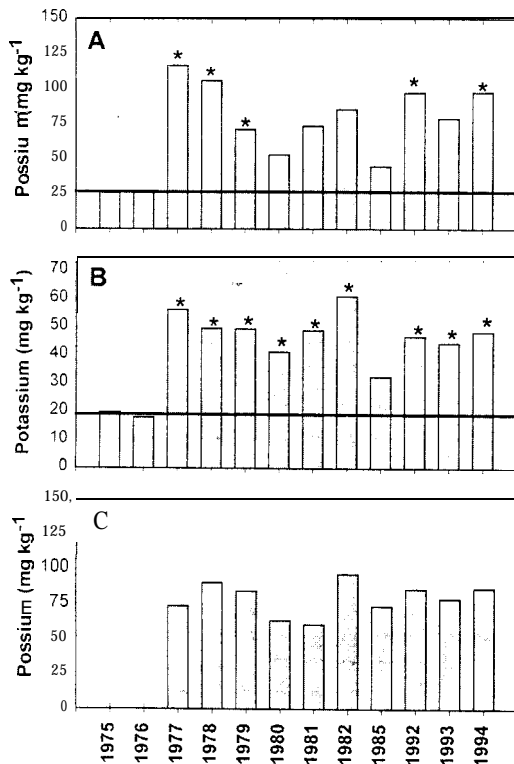 A
Possiu m(mg kg-1)
150
125
100
75
50
25
0
* * * * *
B
Potassium (mg kg-1)
70
60
50
40
30
20
10
0
* * * * * * * * *
C
Possium (mg kg-1)
150,
125
100
75
50
25
0
1975 1976 1977 1978 1979 1980 1981 1982 1985 1992 1993 1994